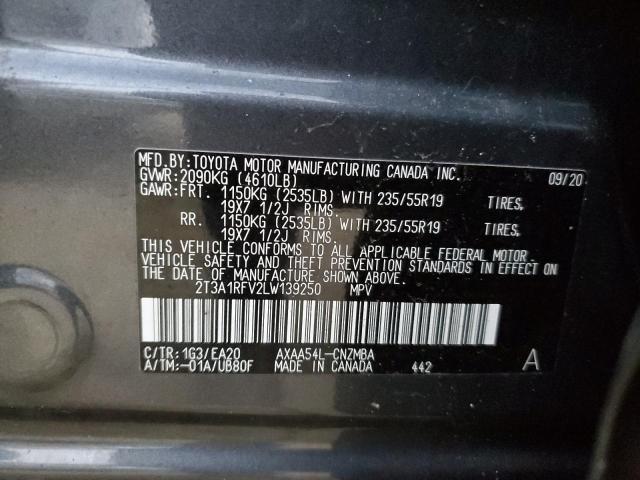 MFD.BY:TOYOTA MOTOR MANUFACTURING CANADA INC. 09/20
GVWR:2090KG (4610LB)
GAWR:FRT. 1150KG (2535LB) WITH 235/55R19 TIRES,
19X7 1/2J RIMS.
RR. 1150KG (2535LB) WITH 235/55R19 TIRES,
19X7 1/2J RIMS.
THIS VEHICLE CONFORMS TO ALL APPLICABLE FEDERAL MOTOR
VEHICLE SAFETY AND THEFT PREVENTION STANDARDS IN EFFECT ON
THE DATE OF MANUFACTURE SHOWN ABOVE.
2T3A1RFV2LW139250 MPV
C/TR:1G3/EA20 AXAA54L-CNZMBA
A/TM:-01A/UB80F MADE IN CANADA 442 A